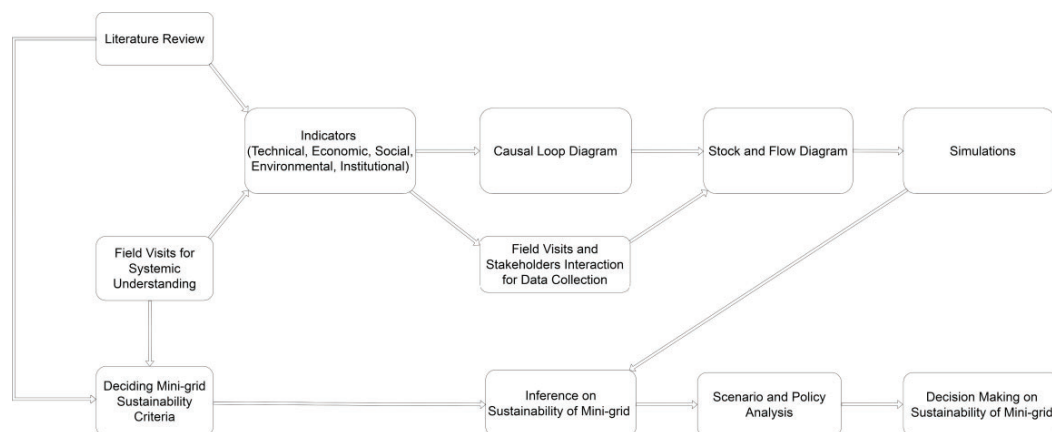 Literature Review
Indicators
(Technical, Economic, Social,
Environmental, Institutional)
Causal Loop Diagram
Stock and Flow Diagram
Simulations
Field Visits for
Systemic
Understanding
Field Visits and
Stakeholders Interaction
for Data Collection
Deciding Mini-grid
Sustainability
Criteria
Inference on
Sustainability of Mini-grid
Scenario and Policy
Analysis
Decision Making on
Sustainability of Mini-grid